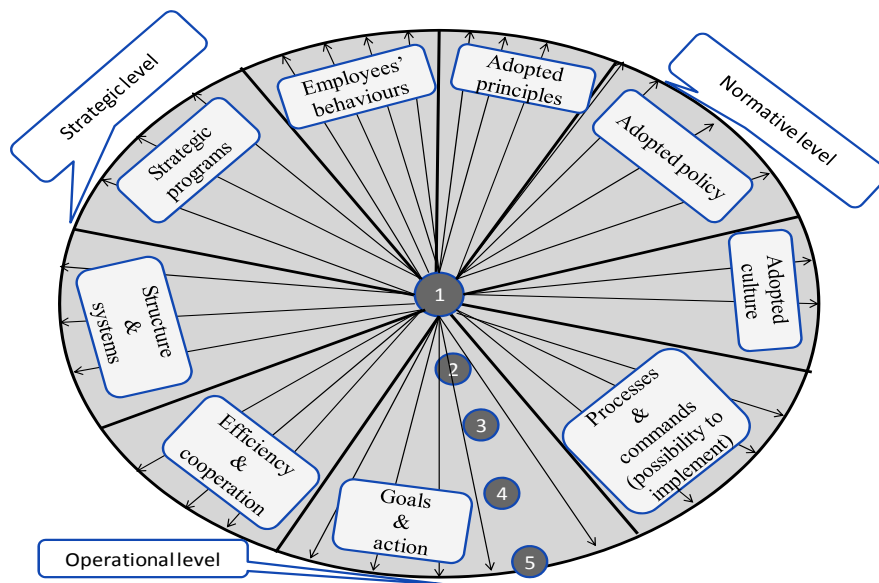 Strategic level
Employees'
behaviours
Adopted
principles
Normative level
Strategic
programs
Adopted policy
Structure
&
systems
1
Adopted
culture
2
3
4
5
Processes
&
commands
(possibility to
implement)
Efficiency
&
cooperation
Goals
&
action
Operational level